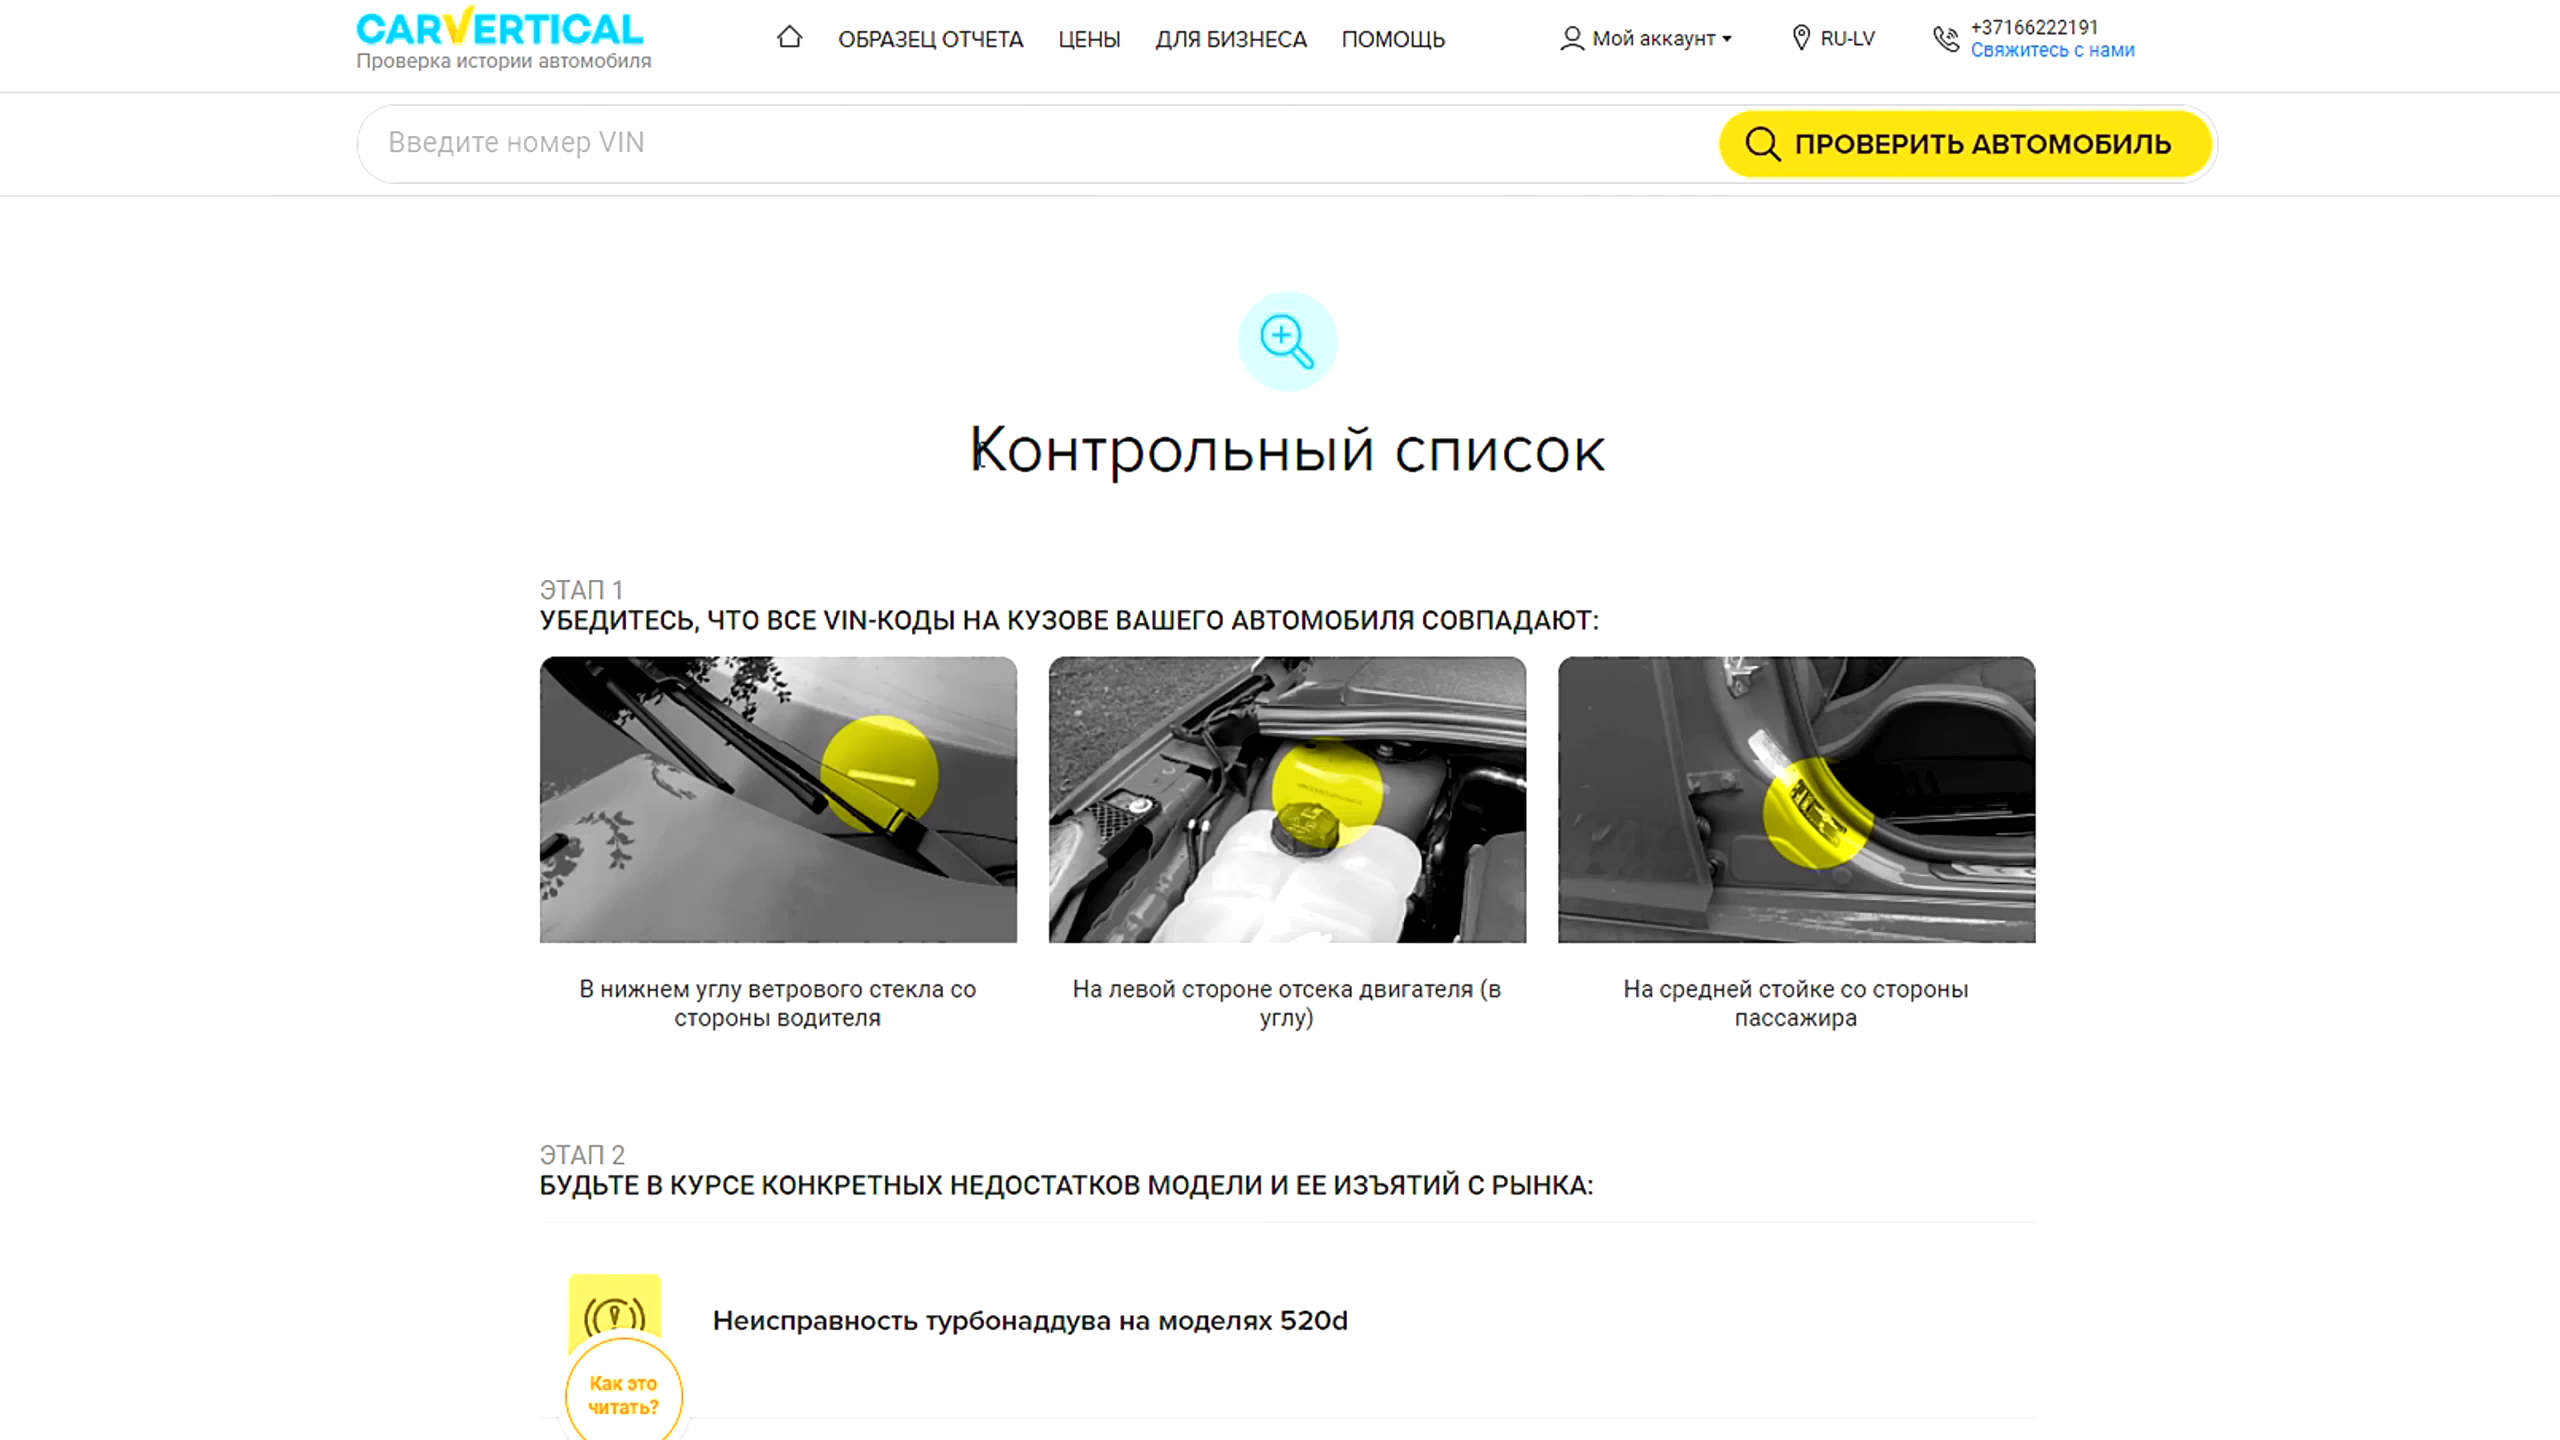 CARVERTICAL
Проверка истории автомобиля
ОБРАЗЕЦ ОТЧЕТА
ЦЕНЫ
ДЛЯ БИЗНЕСА
ПОМОЩЬ
Мой аккаунт
RU-LV
+37166222191
Свяжитесь с нами
Введите номер VIN
ПРОВЕРИТЬ АВТОМОБИЛЬ
Контрольный список
ЭТАП 1
УБЕДИТЕСЬ, ЧТО ВСЕ VIN-КОДЫ НА КУЗОВЕ ВАШЕГО АВТОМОБИЛЯ СОВПАДАЮТ:
В нижнем углу ветрового стекла со
стороны водителя
На левой стороне отсека двигателя (в
углу)
На средней стойке со стороны
пассажира
ЭТАП 2
БУДЬТЕ В КУРСЕ КОНКРЕТНЫХ НЕДОСТАТКОВ МОДЕЛИ И ЕЕ ИЗЪЯТИЙ С РЫНКА:
Неисправность турбонаддува на моделях 520d
Как это
читать?